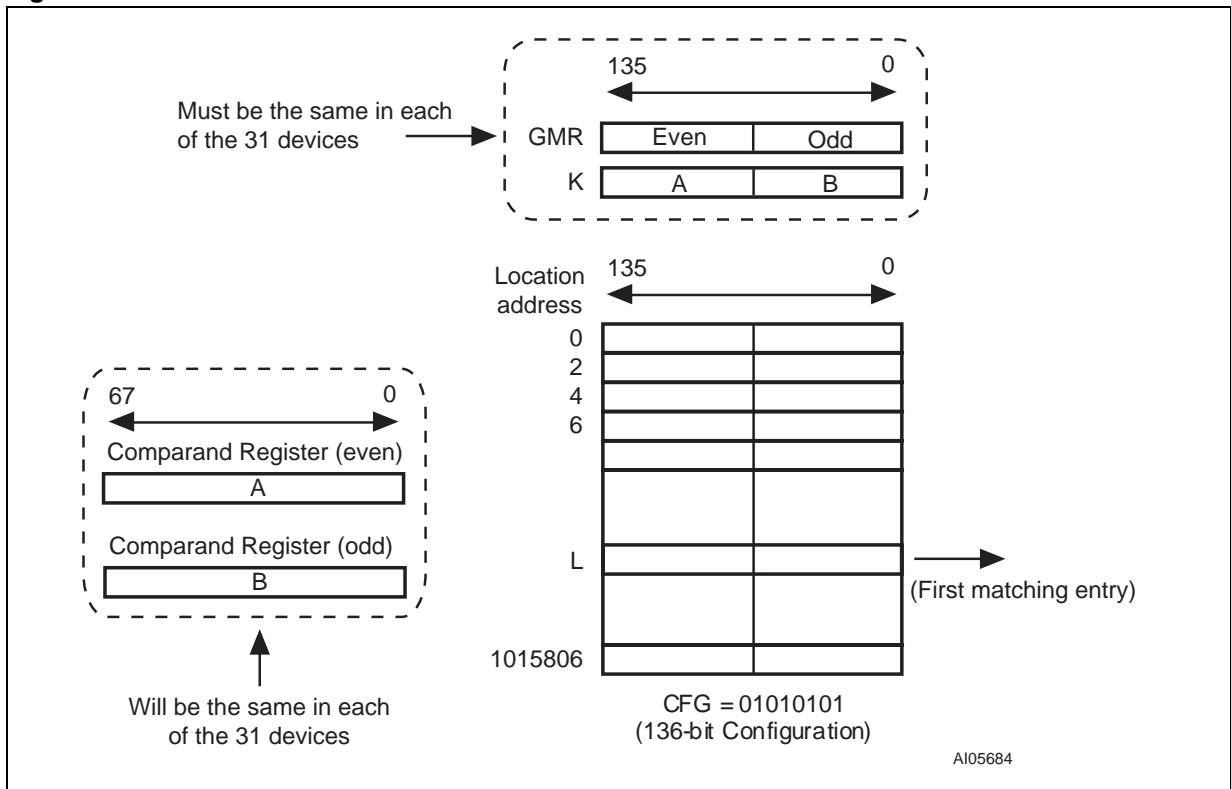 135 0
Must be the same in each
of the 31 devices
GMR Even Odd
K A B
Location
address
135 0
0
2
4
6
67 0
Comparand Register (even)
A
Comparand Register (odd)
B
L
(First matching entry)
1015806
Will be the same in each
of the 31 devices
CFG = 01010101
(136-bit Configuration)
AI05684